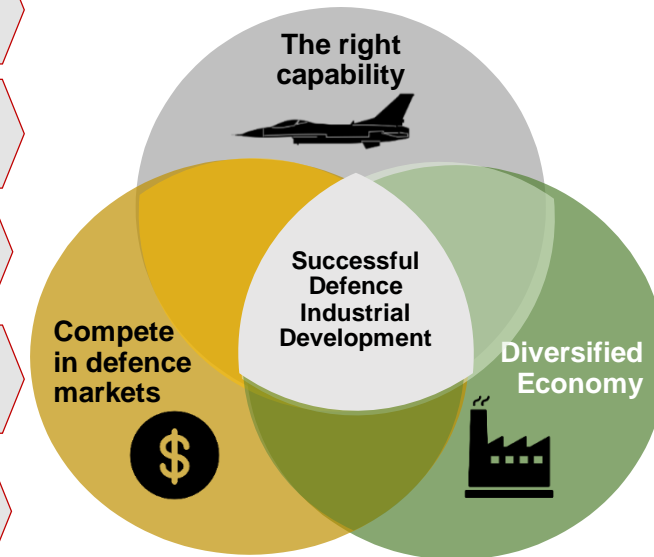 The right
capability
Successful
Defence
Industrial
Development
Compete
in defence
markets
Diversified
Economy
$